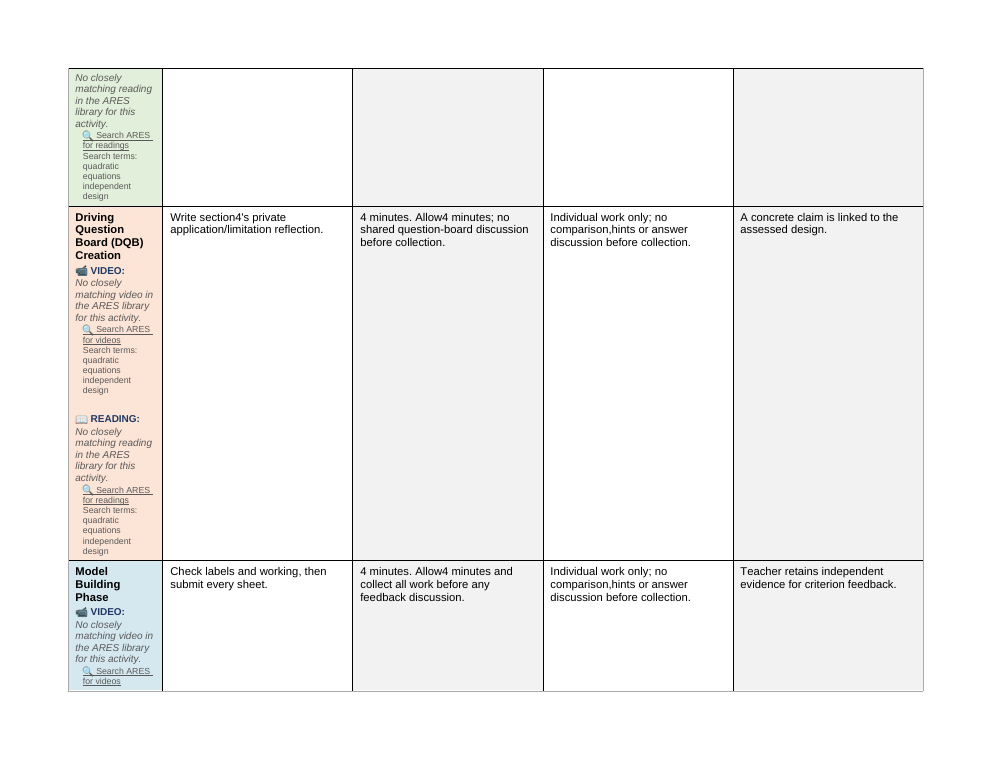 No closely
matching reading
in the ARES
library for this
activity.
🔍 Search ARES
for readings
Search terms:
quadratic
equations
independent
design
Driving
Question
Board (DQB)
Creation
📹 VIDEO:
No closely
matching video in
the ARES library
for this activity.
🔍 Search ARES
for videos
Search terms:
quadratic
equations
independent
design
📖 READING:
No closely
matching reading
in the ARES
library for this
activity.
🔍 Search ARES
for readings
Search terms:
quadratic
equations
independent
design
Write section4's private
application/limitation reflection.
4 minutes. Allow4 minutes; no
shared question-board discussion
before collection.
Individual work only; no
comparison,hints or answer
discussion before collection.
A concrete claim is linked to the
assessed design.
Model
Building
Phase
📹 VIDEO:
No closely
matching video in
the ARES library
for this activity.
🔍 Search ARES
for videos
Check labels and working, then
submit every sheet.
4 minutes. Allow4 minutes and
collect all work before any
feedback discussion.
Individual work only; no
comparison,hints or answer
discussion before collection.
Teacher retains independent
evidence for criterion feedback.